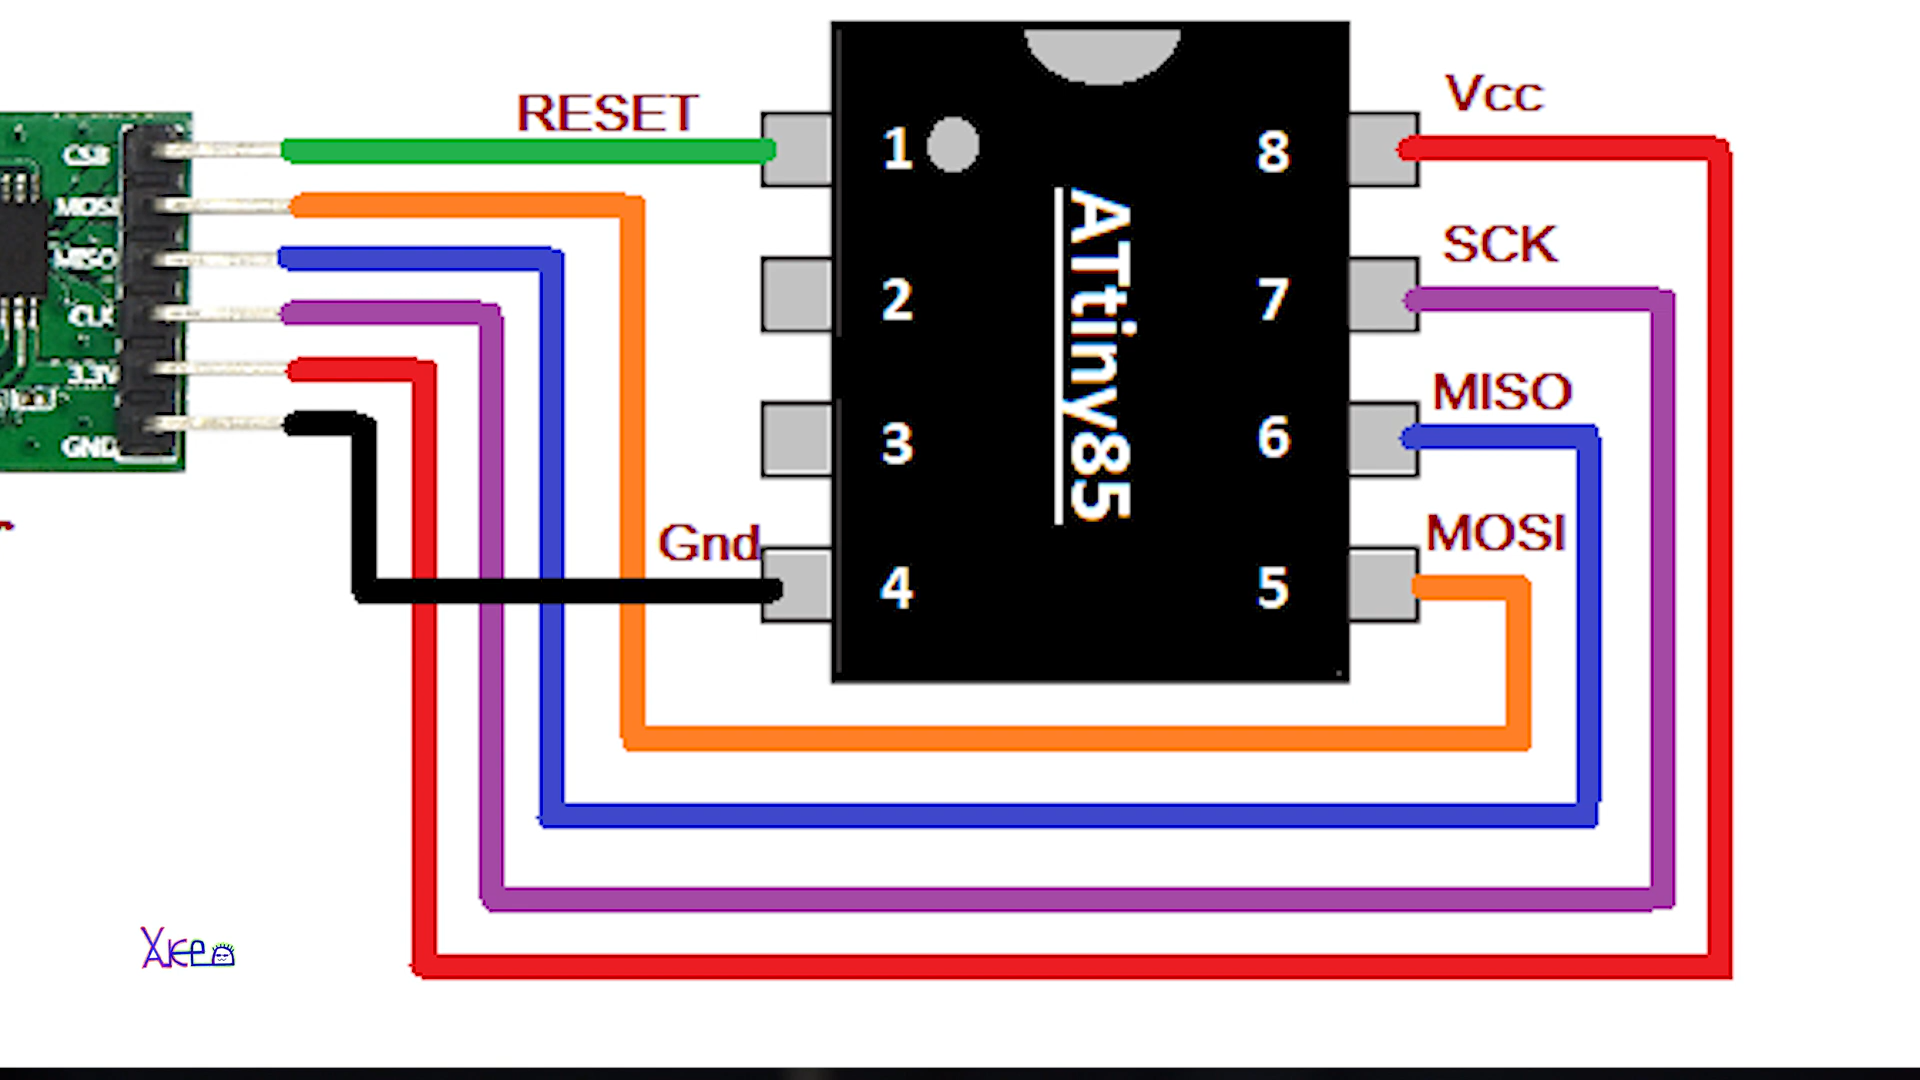 RESET
Vcc
CSB
1
8
MOSI
SCK
MISO
2
7
CLK
ATtiny85
3.3V
MISO
3
6
GND
Gnd
MOSI
4
5